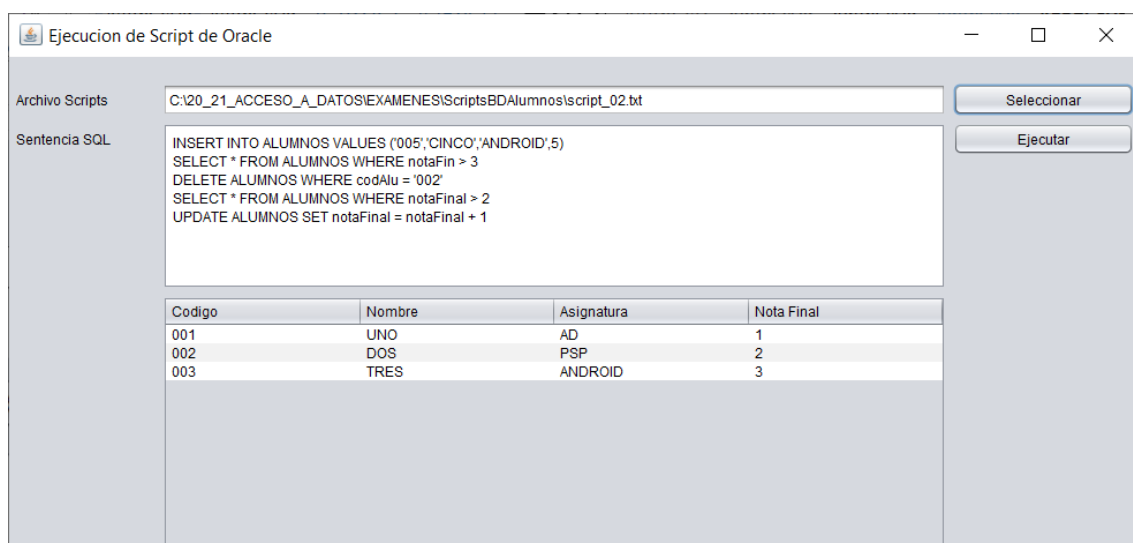 Ejecucion de Script de Oracle
Archivo Scripts C:\20_21_ACCESO_A_DATOS\EXAMENES\ScriptsBDAlumnos\script_02.txt Seleccionar
Sentencia SQL INSERT INTO ALUMNOS VALUES ('005','CINCO','ANDROID',5) Ejecutar
SELECT * FROM ALUMNOS WHERE notaFin > 3
DELETE ALUMNOS WHERE codAlu = '002'
SELECT * FROM ALUMNOS WHERE notaFinal > 2
UPDATE ALUMNOS SET notaFinal = notaFinal + 1
Codigo Nombre Asignatura Nota Final
001 UNO AD 1
002 DOS PSP 2
003 TRES ANDROID 3